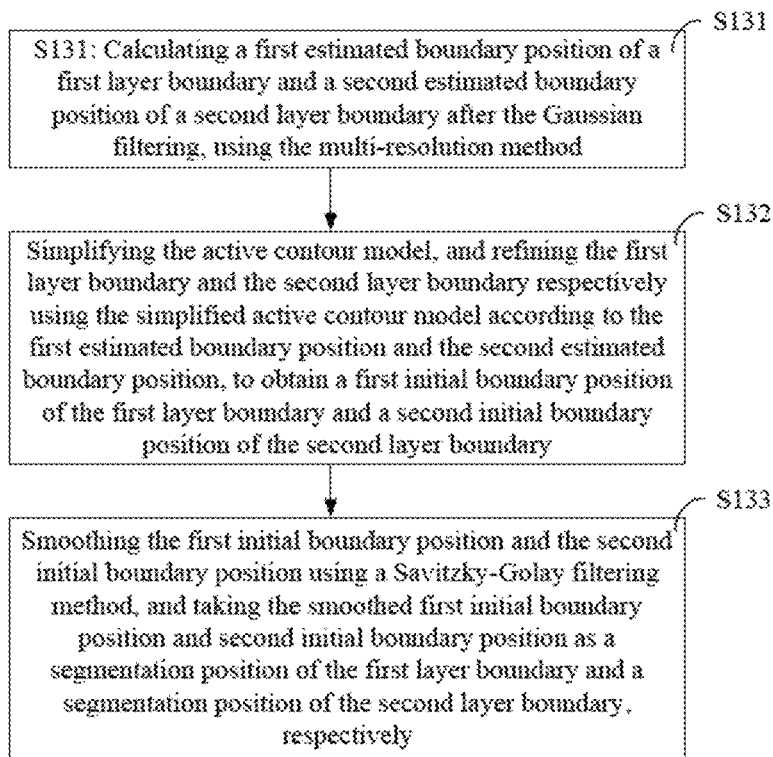 S131
S131: Calculating a first estimated boundary position of a
first layer boundary and a second estimated boundary
position of a second layer boundary after the Gaussian
filtering, using the multi-resolution method
S132
Simplifying the active contour model, and refining the first
layer boundary and the second layer boundary respectively
using the simplified active contour model according to the
first estimated boundary position and the second estimated
boundary position, to obtain a first initial boundary position
of the first layer boundary and a second initial boundary
position of the second layer boundary
S133
Smoothing the first initial boundary position and the second
initial boundary position using a Savitzky-Golay filtering
method, and taking the smoothed first initial boundary
position and second initial boundary position as a
segmentation position of the first layer boundary and a
segmentation position of the second layer boundary,
respectively